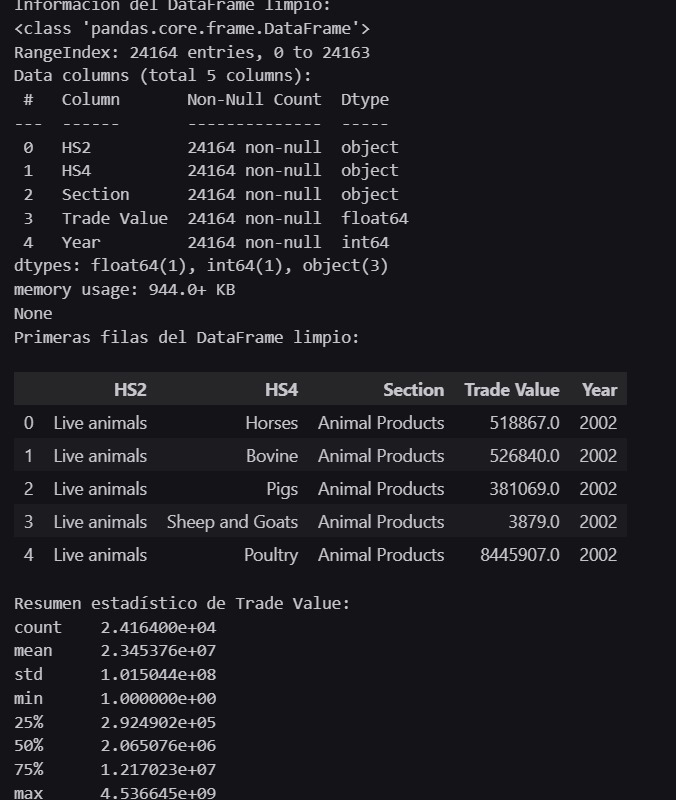 Informacion del DataFrame limpio:
<class 'pandas.core.frame.DataFrame'>
RangeIndex: 24164 entries, 0 to 24163
Data columns (total 5 columns):
#   Column       Non-Null Count  Dtype
---  ------       --------------  -----
0   HS2          24164 non-null  object
1   HS4          24164 non-null  object
2   Section      24164 non-null  object
3   Trade Value  24164 non-null  float64
4   Year         24164 non-null  int64
dtypes: float64(1), int64(1), object(3)
memory usage: 944.0+ KB
None
Primeras filas del DataFrame limpio:
HS2 HS4 Section Trade Value Year
0 Live animals Horses Animal Products 518867.0 2002
1 Live animals Bovine Animal Products 526840.0 2002
2 Live animals Pigs Animal Products 381069.0 2002
3 Live animals Sheep and Goats Animal Products 3879.0 2002
4 Live animals Poultry Animal Products 8445907.0 2002
Resumen estadístico de Trade Value:
count    2.416400e+04
mean     2.345376e+07
std      1.015044e+08
min      1.000000e+00
25%      2.924902e+05
50%      2.065076e+06
75%      1.217023e+07
max      4.536645e+09